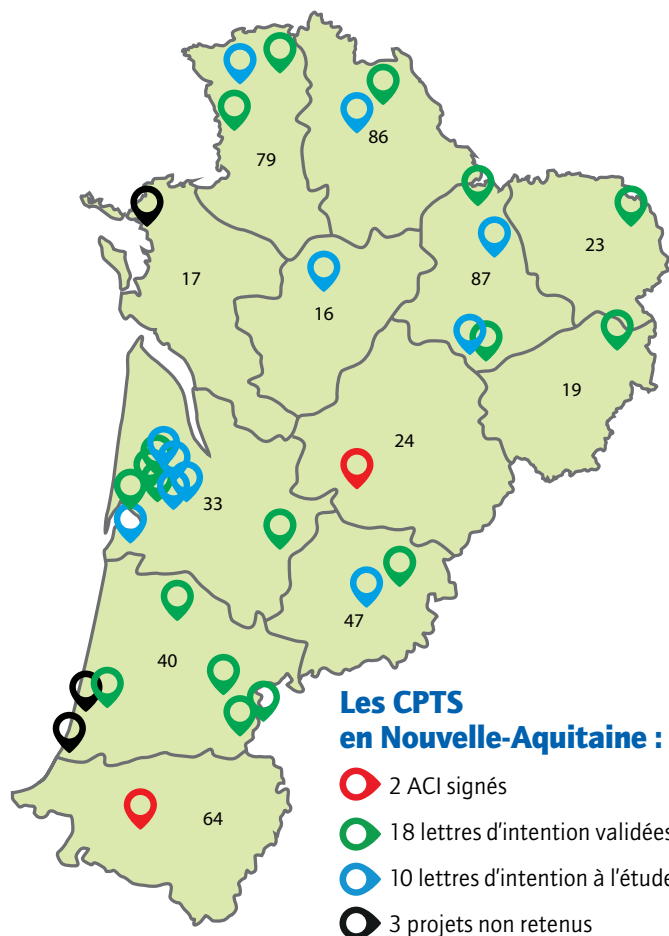 79
86
17
16
87
23
19
24
33
47
40
64
Les CPTS
en Nouvelle-Aquitaine :
2 ACI signés
18 lettres d'intention validées
10 lettres d'intention à l'étude
3 projets non retenus